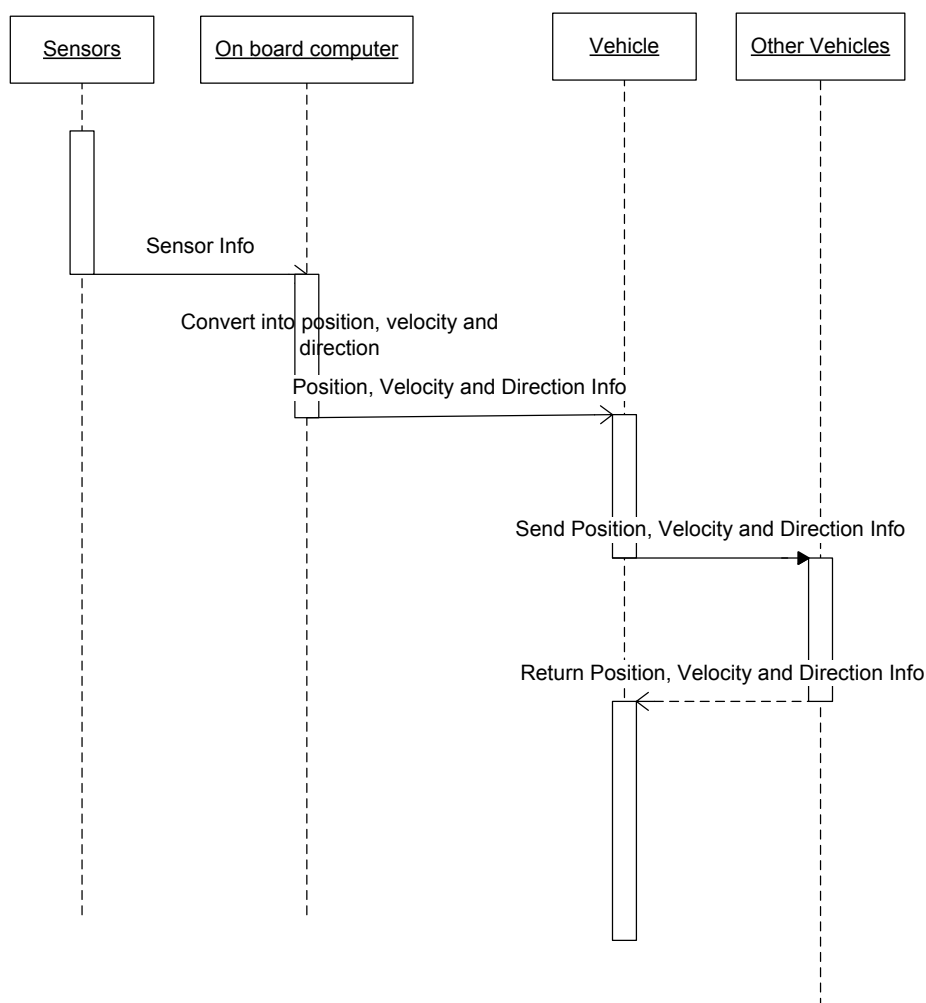 Sensors
On board computer
Vehicle
Other Vehicles
Sensor Info
Convert into position, velocity and
direction
Position, Velocity and Direction Info
Send Position, Velocity and Direction Info
Return Position, Velocity and Direction Info